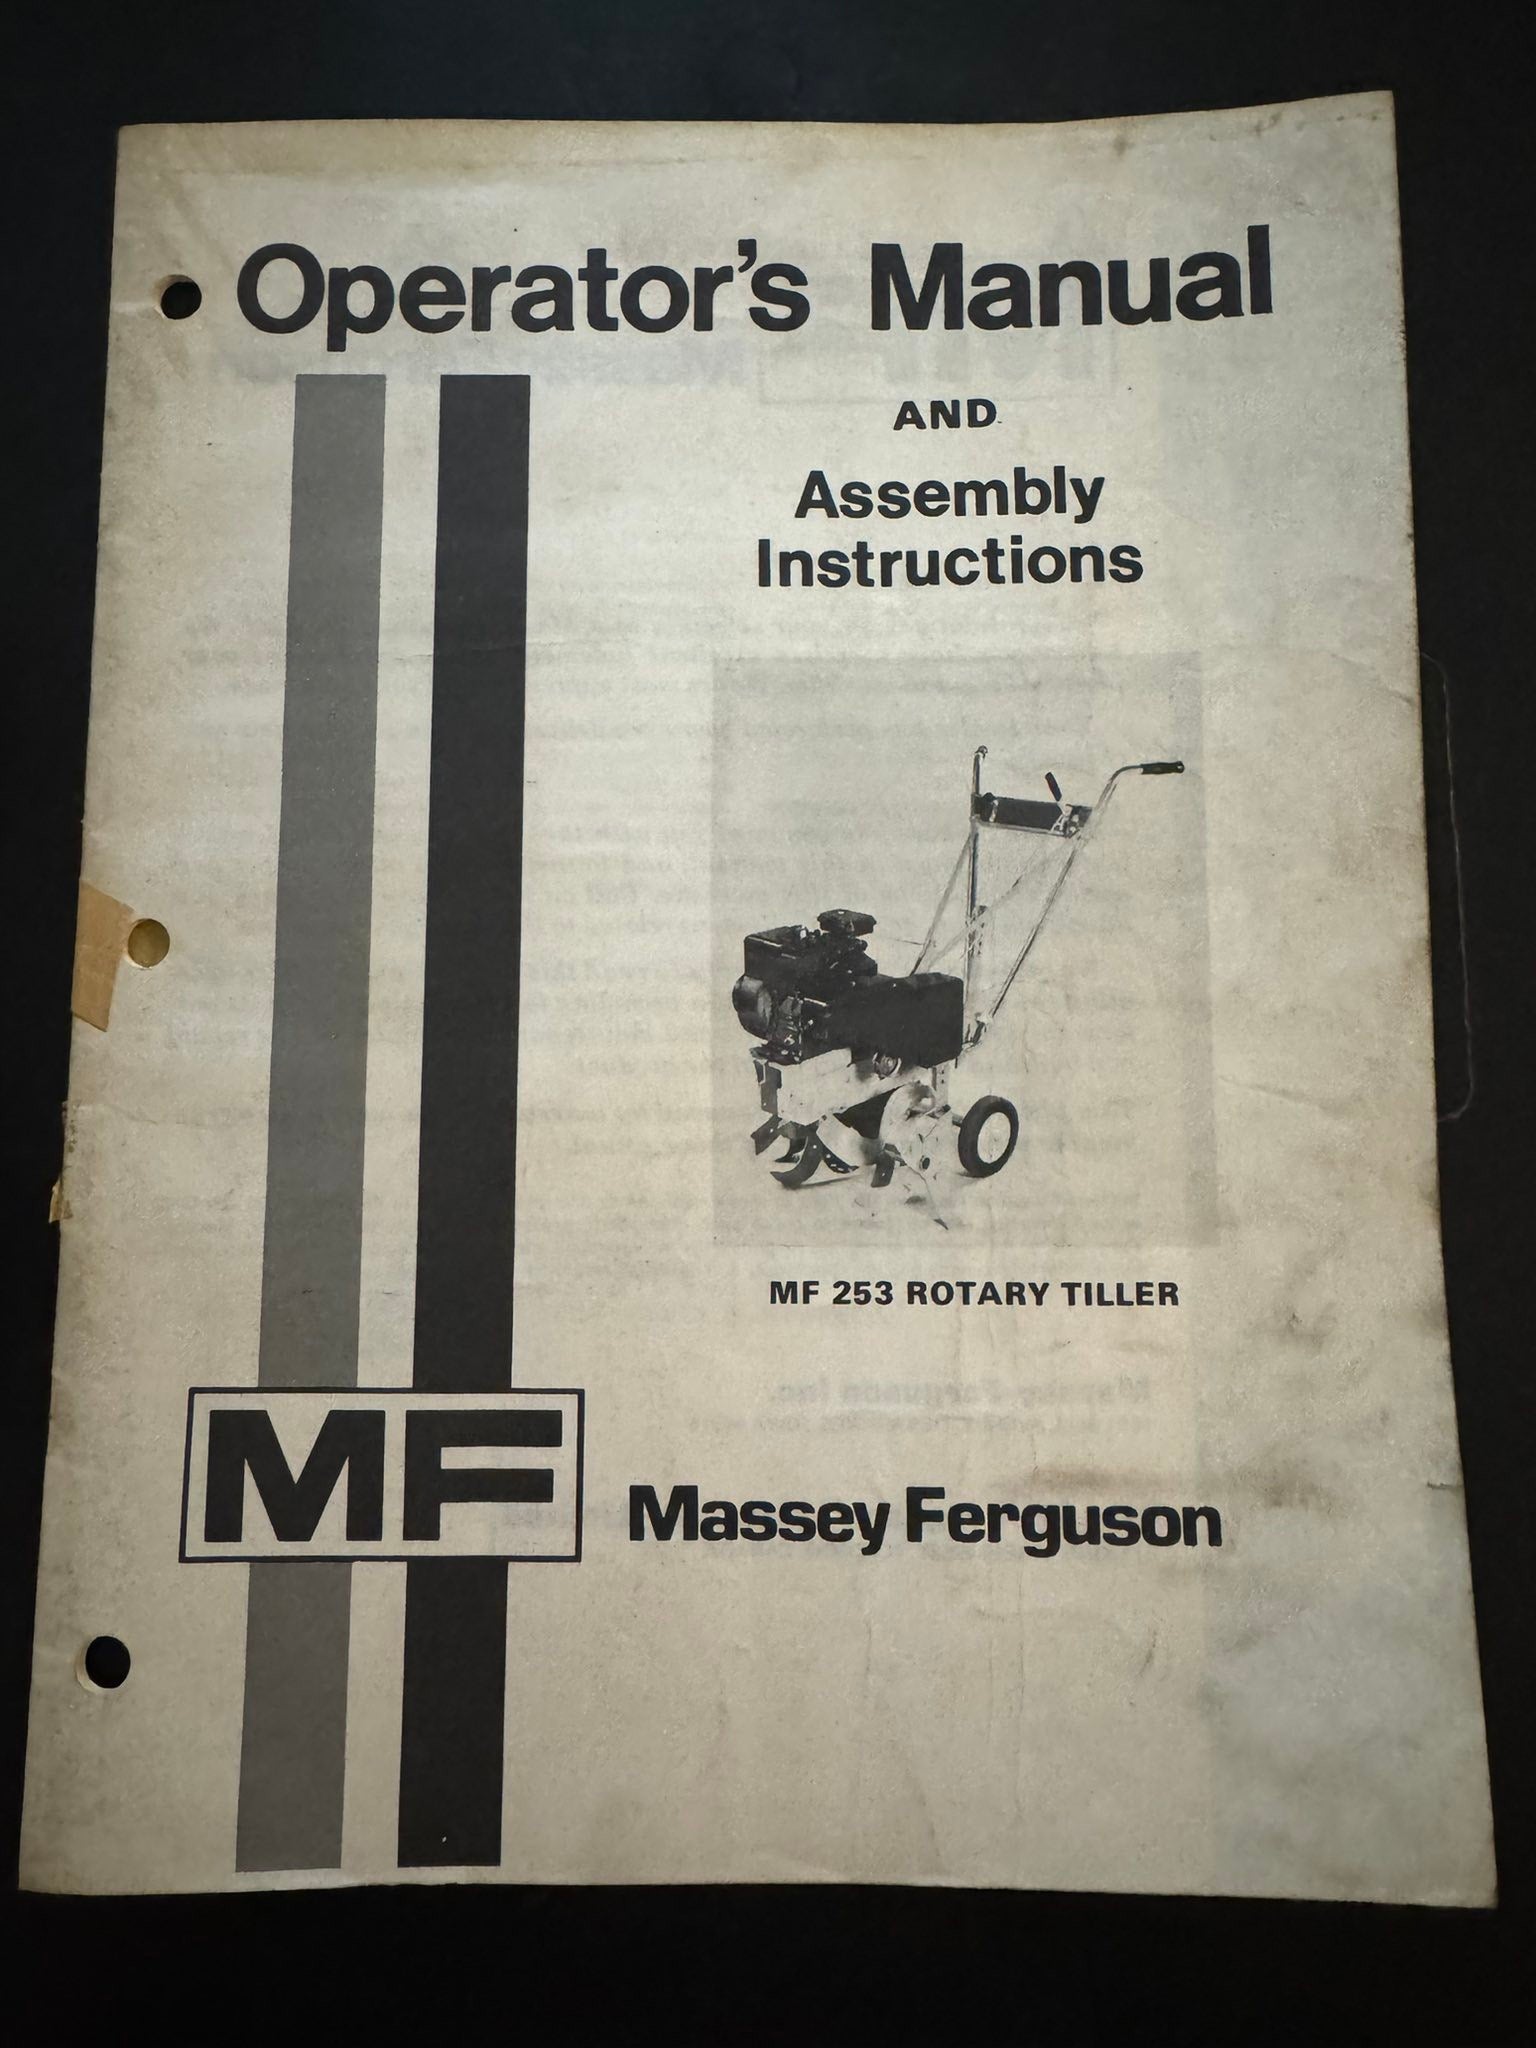 Operator's Manual
AND
Assembly
Instructions
MF 253 ROTARY TILLER
MF
Massey Ferguson